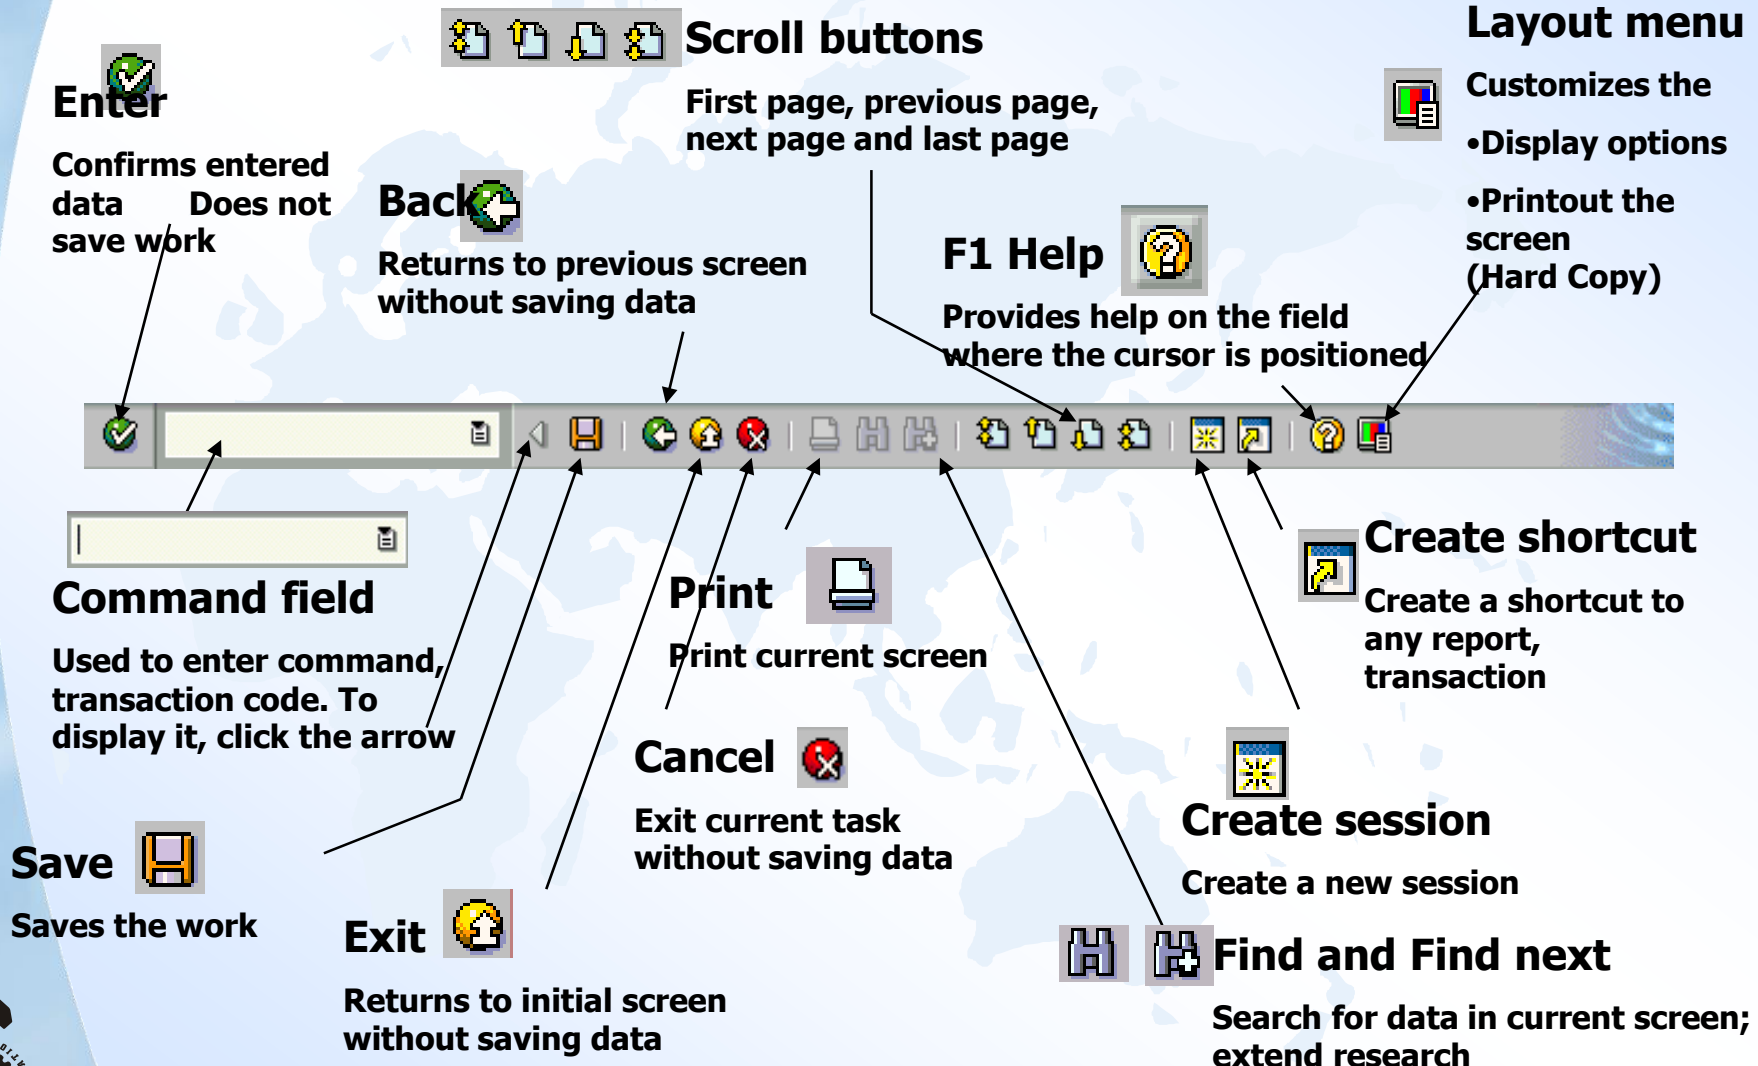 Scroll buttons
First page, previous page,
next page and last page
Layout menu
Customizes the
•Display options
•Printout the
screen
(Hard Copy)
Enter
Confirms entered
data Does not
save work
Back
Returns to previous screen
without saving data
F1 Help
Provides help on the field
where the cursor is positioned
Command field
Used to enter command,
transaction code. To
display it, click the arrow
Print
Print current screen
Create shortcut
Create a shortcut to
any report,
transaction
Cancel
Exit current task
without saving data
Create session
Create a new session
Save
Saves the work
Exit
Returns to initial screen
without saving data
Find and Find next
Search for data in current screen;
extend research